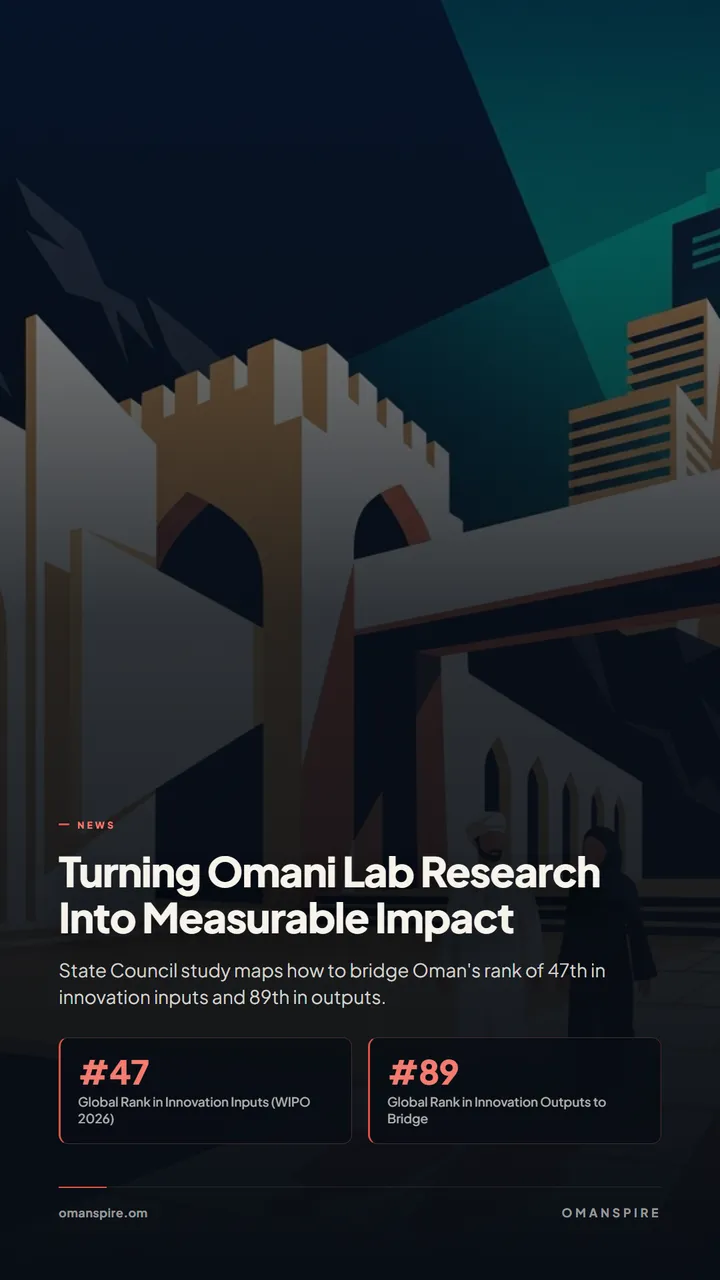 NEWS
Turning Omani Lab Research
Into Measurable Impact
State Council study maps how to bridge Oman's rank of 47th in
innovation inputs and 89th in outputs.
#47
Global Rank in Innovation Inputs (WIPO
2026)
#89
Global Rank in Innovation Outputs to
Bridge
omanspire.om
OMANSPIRE